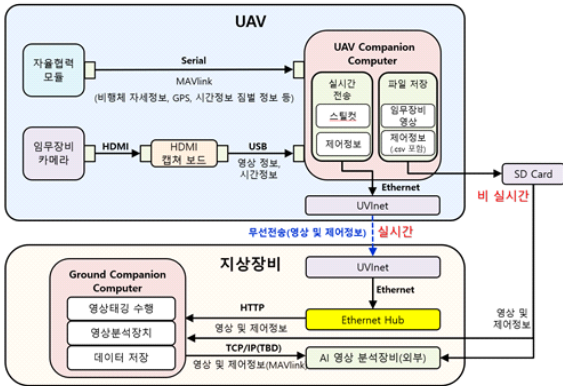 UAV
자율협력
모듈
Serial
MAVlink
(비행체 자세정보, GPS, 시간정보 짐벌 정보 등)
UAV Companion
Computer
실시간
전송
스틸컷
제어정보
파일 저장
임무장비
영상
제어정보
(.csv 포함)
임무장비
카메라
HDMI
HDMI
캡쳐 보드
USB
영상 정보,
시간정보
Ethernet
UVInet
SD Card
비 실시간
무선전송(영상 및 제어정보)
실시간
지상장비
UVInet
Ethernet
Ground Companion
Computer
영상태깅 수행
영상분석장치
데이터 저장
HTTP
영상 및 제어정보
Ethernet Hub
TCP/IP(TBD)
영상 및 제어정보(MAVlink)
AI 영상 분석장비(외부)
영상 및
제어정보